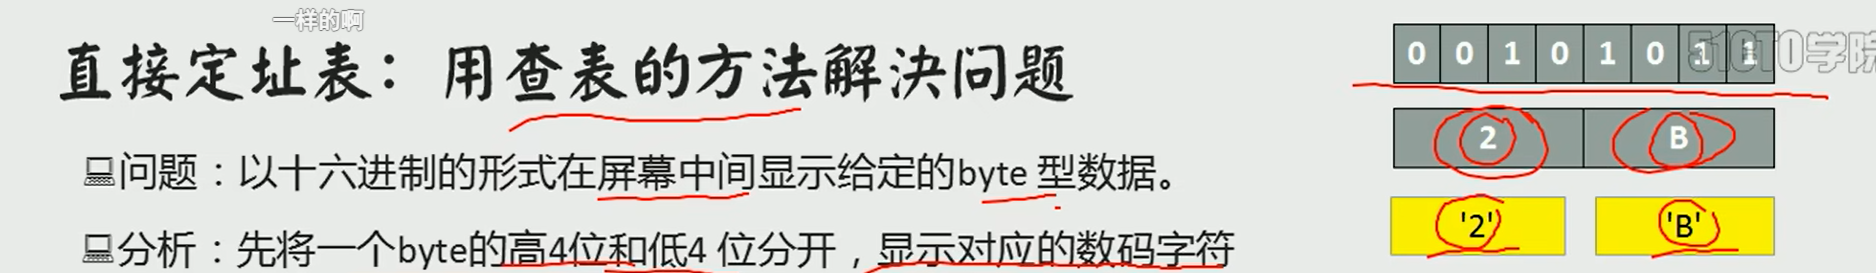 一样的啊
直接定址表：用查表的方法解决问题
0 0 1 0 1 0 1 1
51CTO学院
问题：以十六进制的形式在屏幕中间显示给定的byte 型数据。
2 B
分析：先将一个byte的高4位和低4 位分开，显示对应的数码字符
'2' 'B'